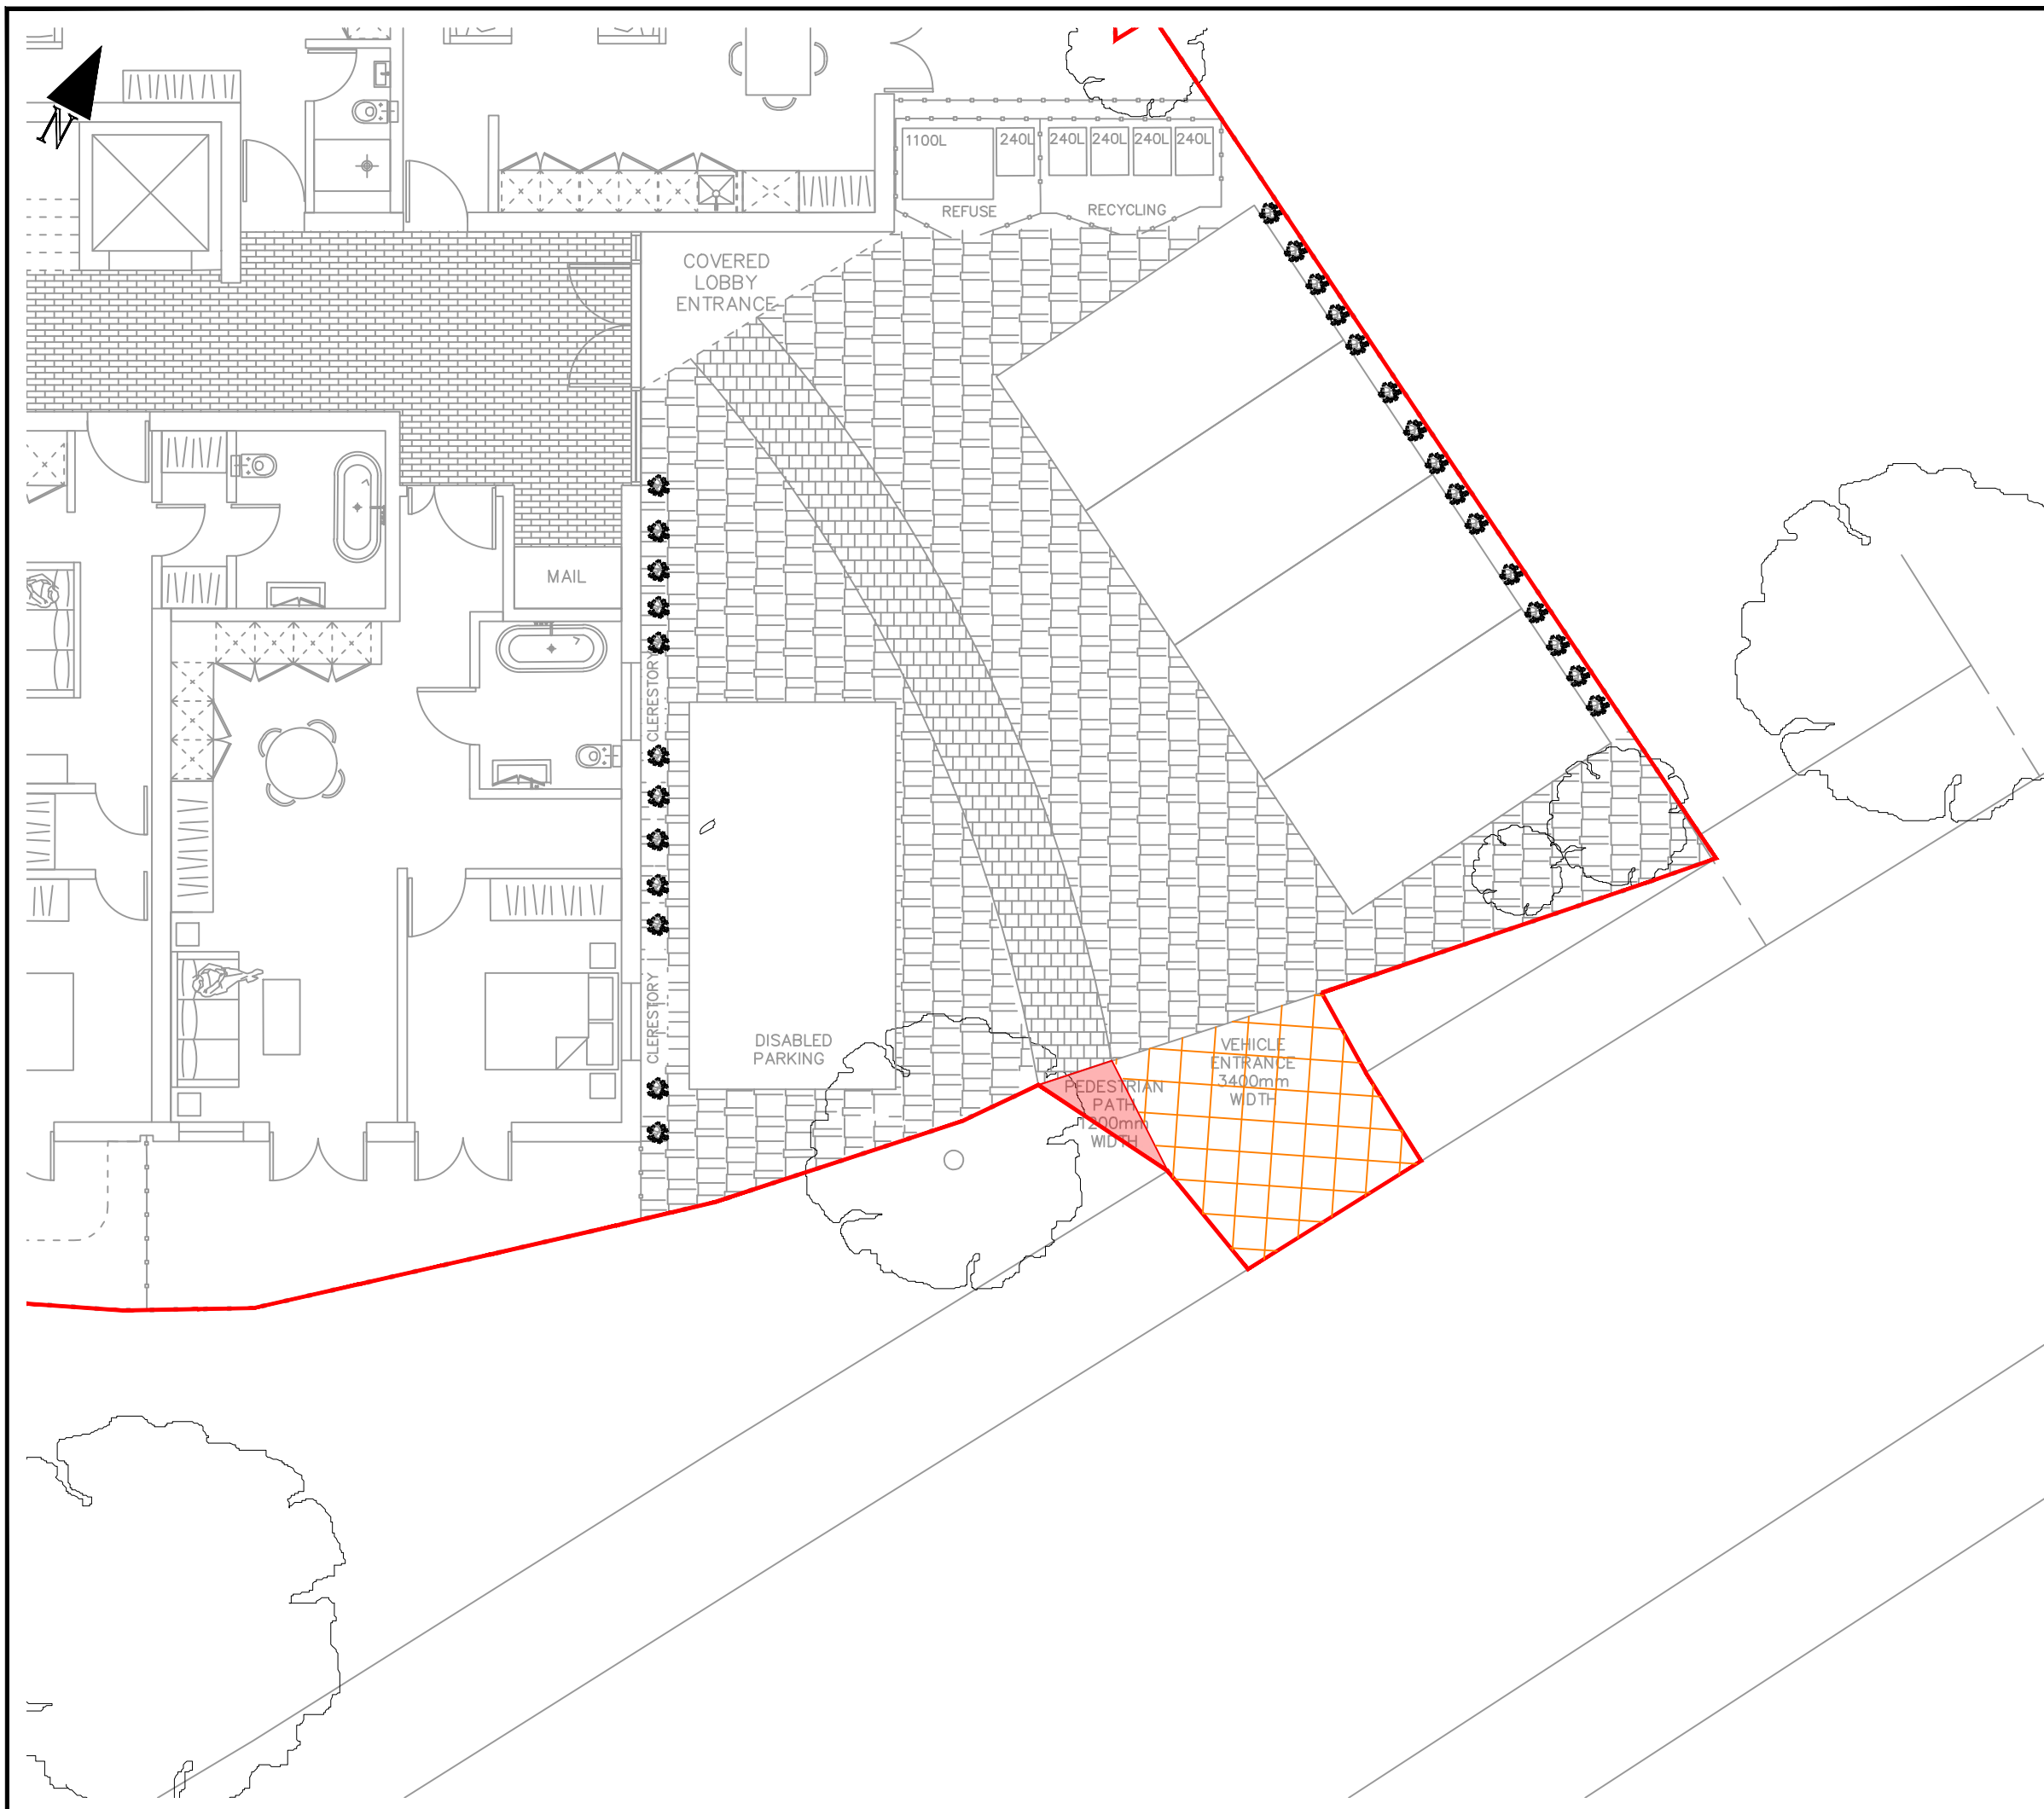 N
1100L
240L
240L
240L
240L
240L
REFUSE
RECYCLING
COVERED
LOBBY
ENTRANCE
MAIL
CLERESTORY
CLERESTORY
DISABLED
PARKING
PEDESTRIAN
PATH
1200mm
WIDTH
VEHICLE
ENTRANCE
3400mm
WIDTH